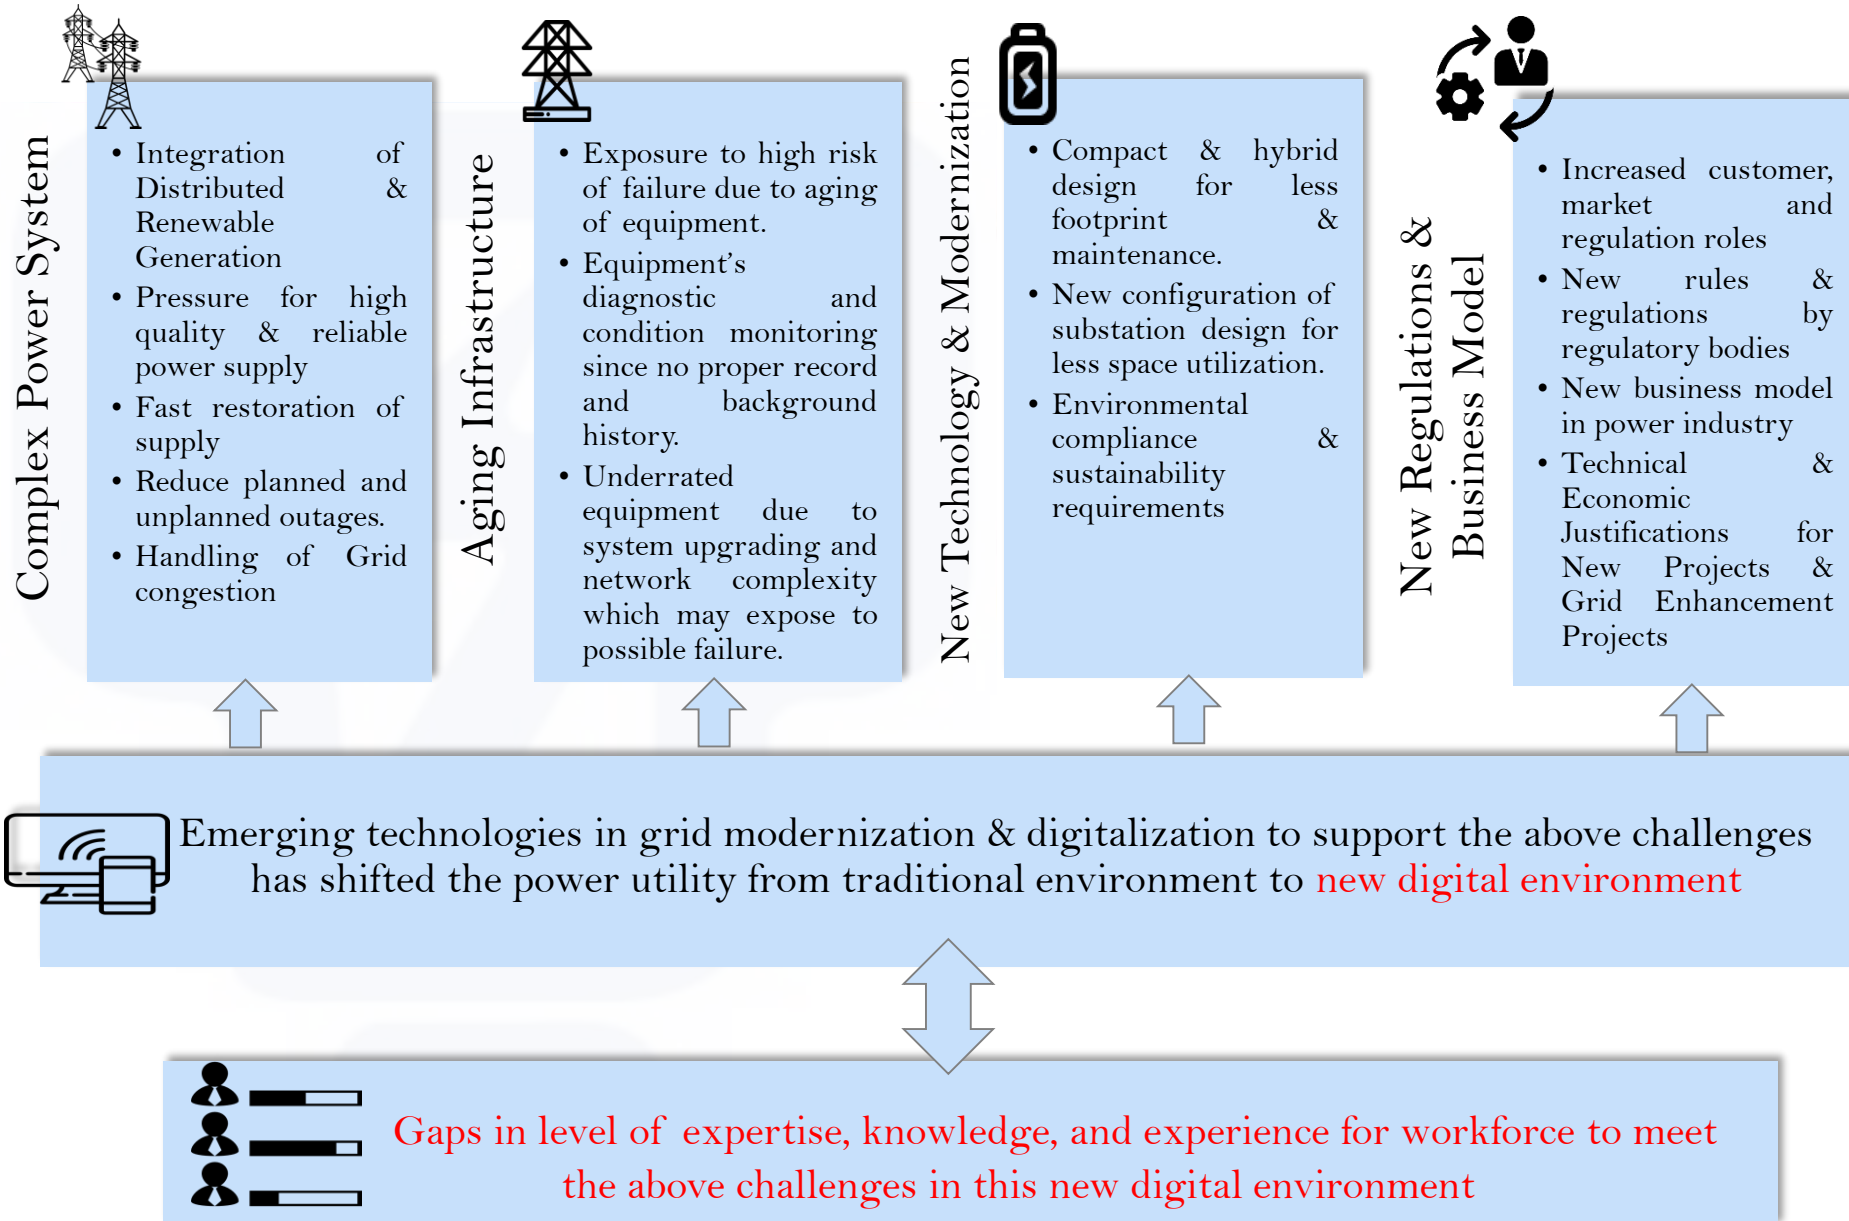 Complex Power System
• Integration of
Distributed &
Renewable
Generation
• Pressure for high
quality & reliable
power supply
• Fast restoration of
supply
• Reduce planned and
unplanned outages.
• Handling of Grid
congestion
Aging Infrastructure
• Exposure to high risk
of failure due to aging
of equipment.
• Equipment’s
diagnostic and
condition monitoring
since no proper record
and background
history.
• Underrated
equipment due to
system upgrading and
network complexity
which may expose to
possible failure.
New Technology & Modernization
• Compact & hybrid
design for less
footprint &
maintenance.
• New configuration of
substation design for
less space utilization.
• Environmental
compliance &
sustainability
requirements
New Regulations &
Business Model
• Increased customer,
market and
regulation roles
• New rules &
regulations by
regulatory bodies
• New business model
in power industry
• Technical &
Economic
Justifications for
New Projects &
Grid Enhancement
Projects
Emerging technologies in grid modernization & digitalization to support the above challenges
has shifted the power utility from traditional environment to new digital environment
Gaps in level of expertise, knowledge, and experience for workforce to meet
the above challenges in this new digital environment